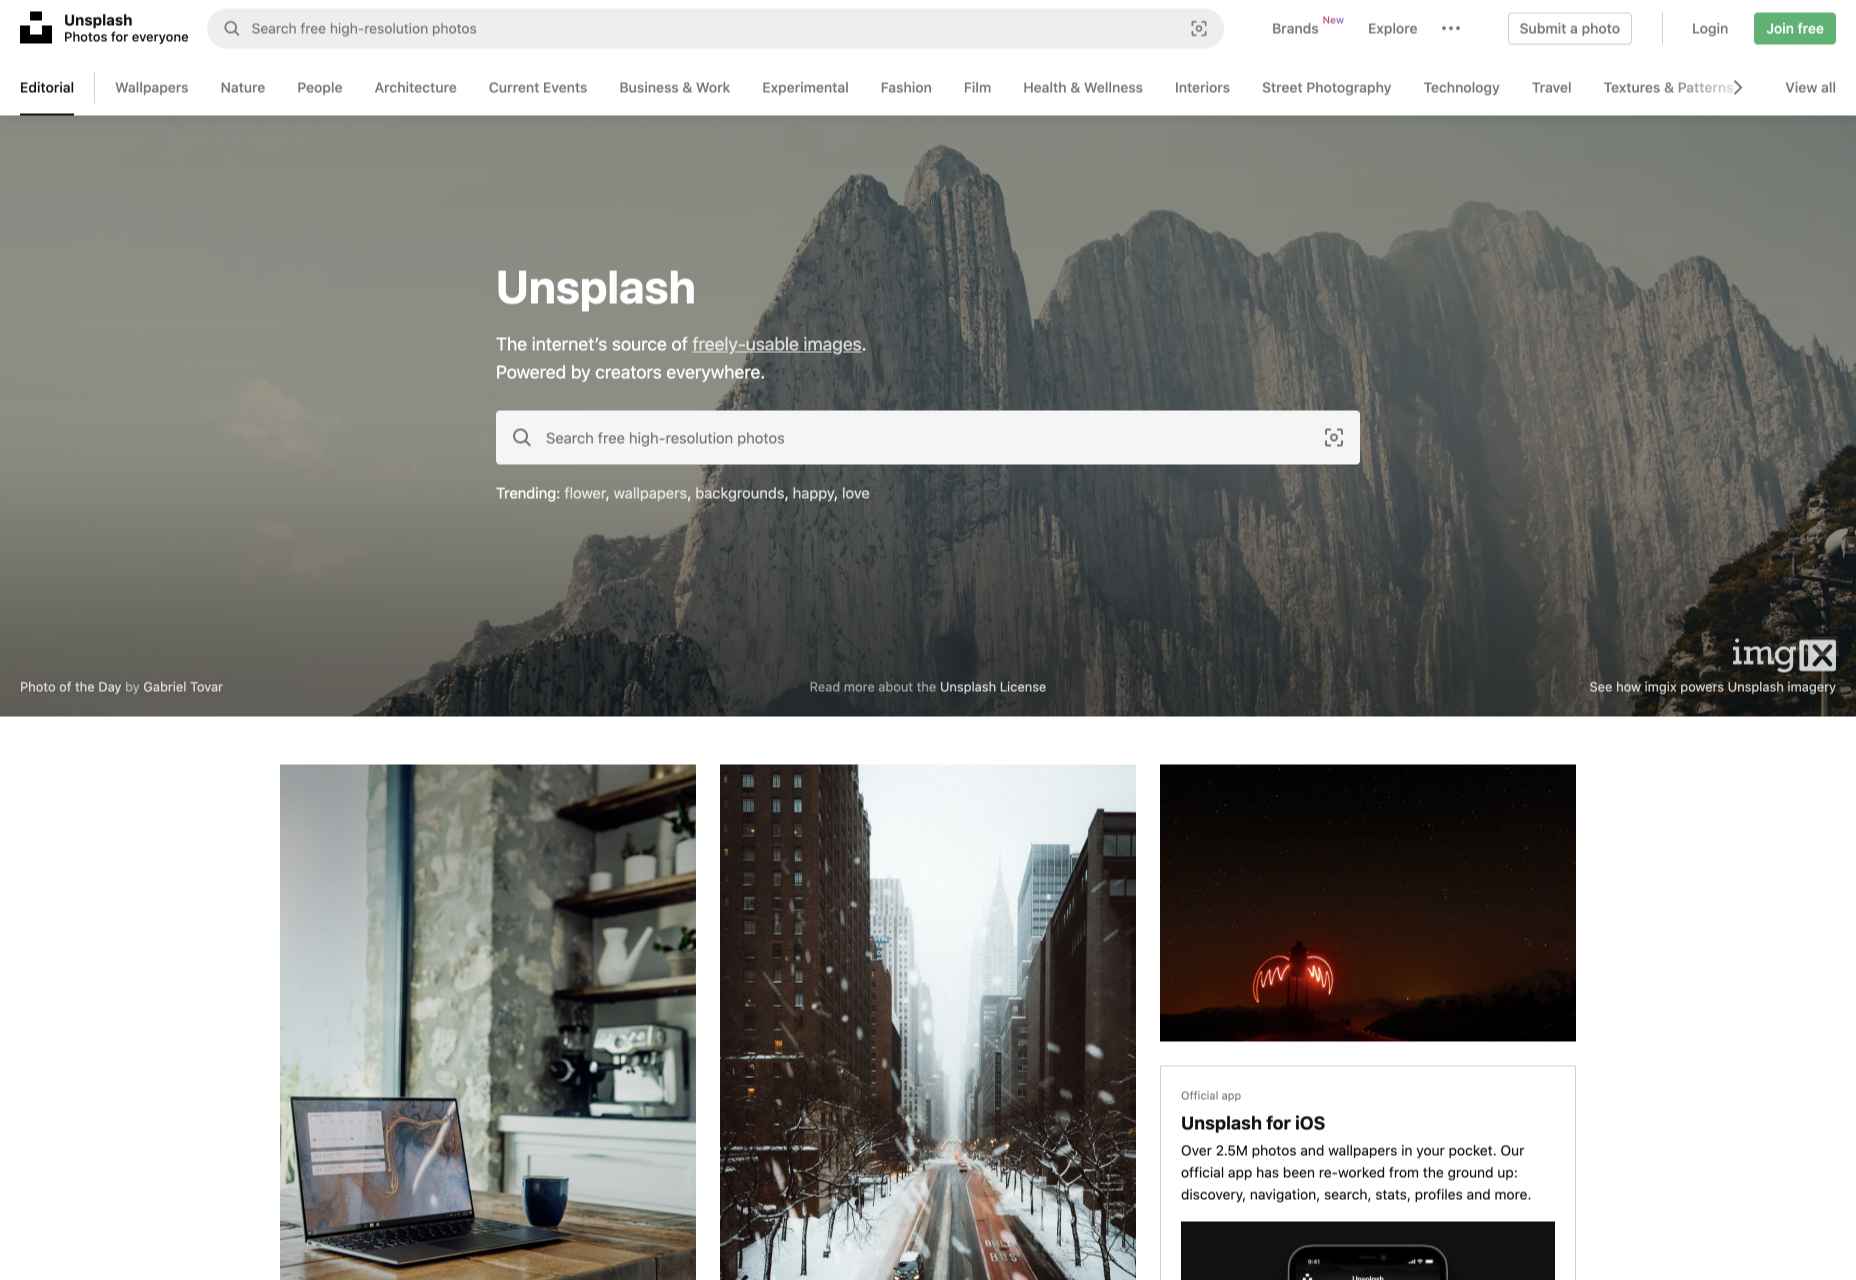 Unsplash
Photos for everyone
Search free high-resolution photos
Brands New
Explore
Submit a photo
Login
Join free
Editorial
Wallpapers
Nature
People
Architecture
Current Events
Business & Work
Experimental
Fashion
Film
Health & Wellness
Interiors
Street Photography
Technology
Travel
Textures & Patterns
View all
Unsplash
The internet’s source of freely-usable images.
Powered by creators everywhere.
Search free high-resolution photos
Trending: flower, wallpapers, backgrounds, happy, love
imgix
Photo of the Day by Gabriel Tovar
Read more about the Unsplash License
See how imgix powers Unsplash imagery
Official app
Unsplash for iOS
Over 2.5M photos and wallpapers in your pocket. Our
official app has been re-worked from the ground up:
discovery, navigation, search, stats, profiles and more.
9:41
Unsplash